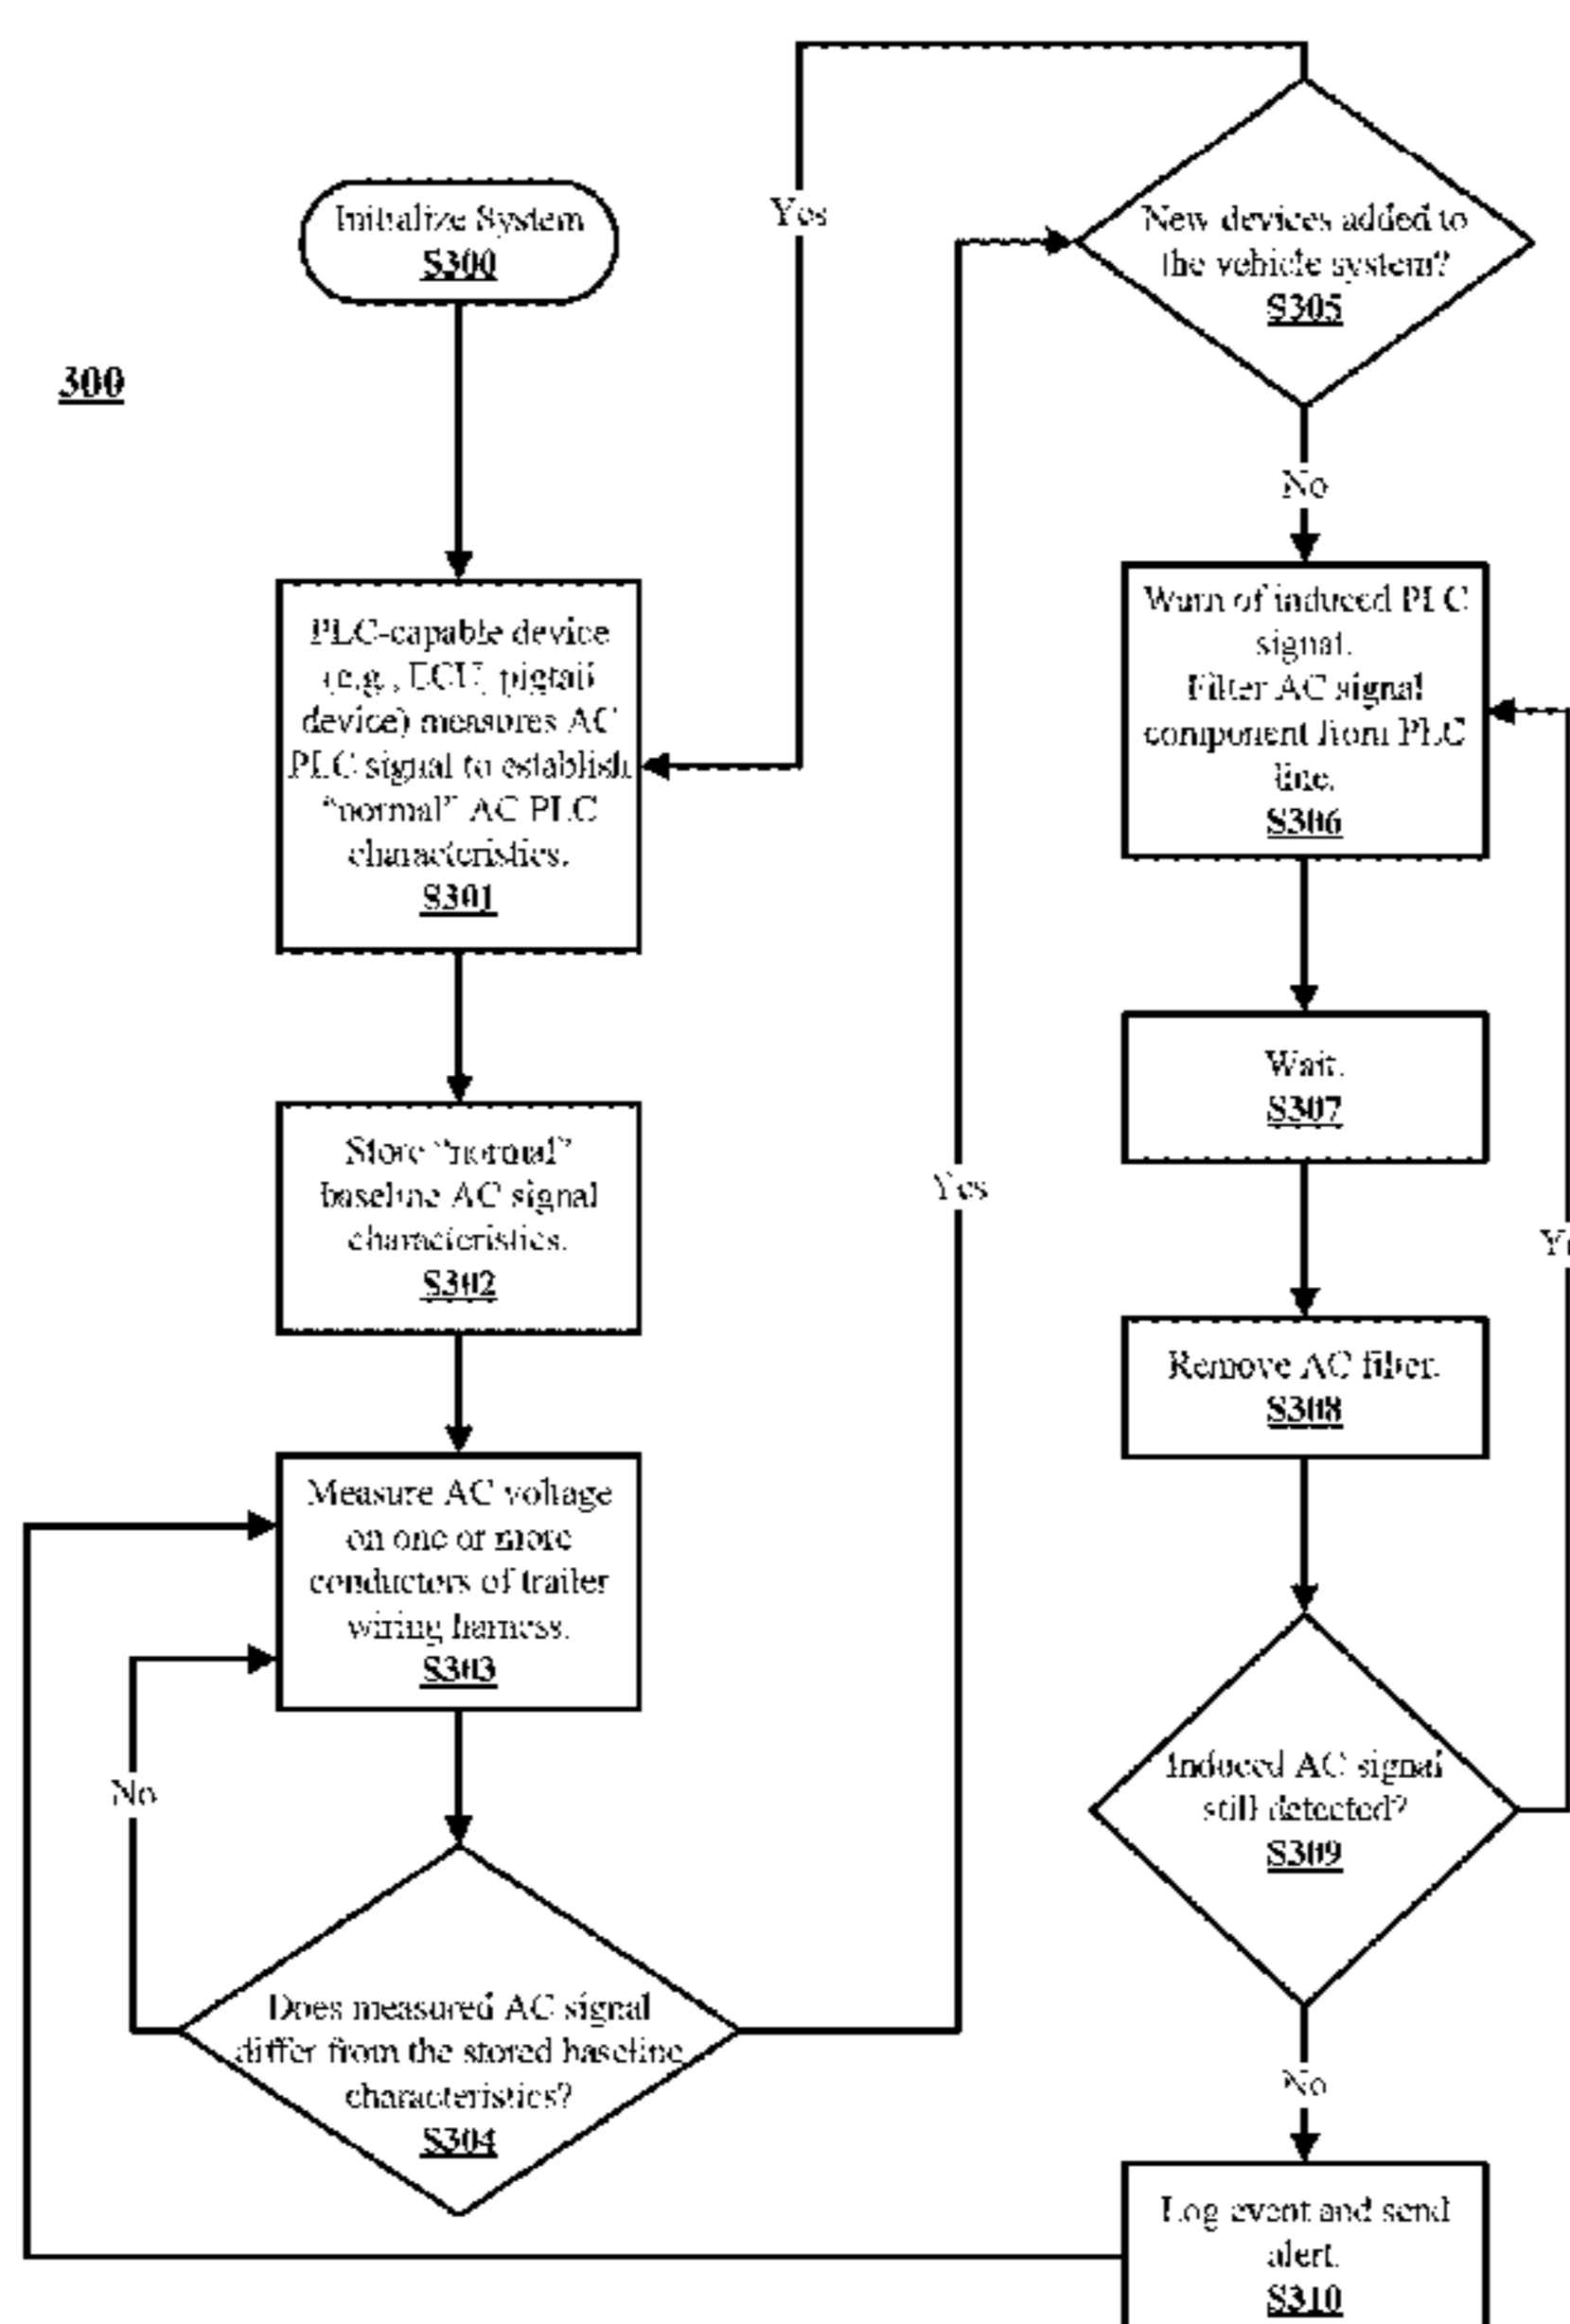 Initialize System
S300
300
PLC-capable device
(e.g., ECU, pigtail
device) measures AC
PLC signal to establish
“normal” AC PLC
characteristics.
S301
Store “normal”
baseline AC signal
characteristics.
S302
Measure AC voltage
on one or more
conductors of trailer
wiring harness.
S303
No
Does measured AC signal
differ from the stored baseline
characteristics?
S304
Yes
Yes
New devices added to
the vehicle system?
S305
No
Warn of induced PLC
signal.
Filter AC signal
component from PLC
line.
S306
Wait.
S307
Remove AC filter.
S308
Induced AC signal
still detected?
S309
No
Log event and send
alert.
S310